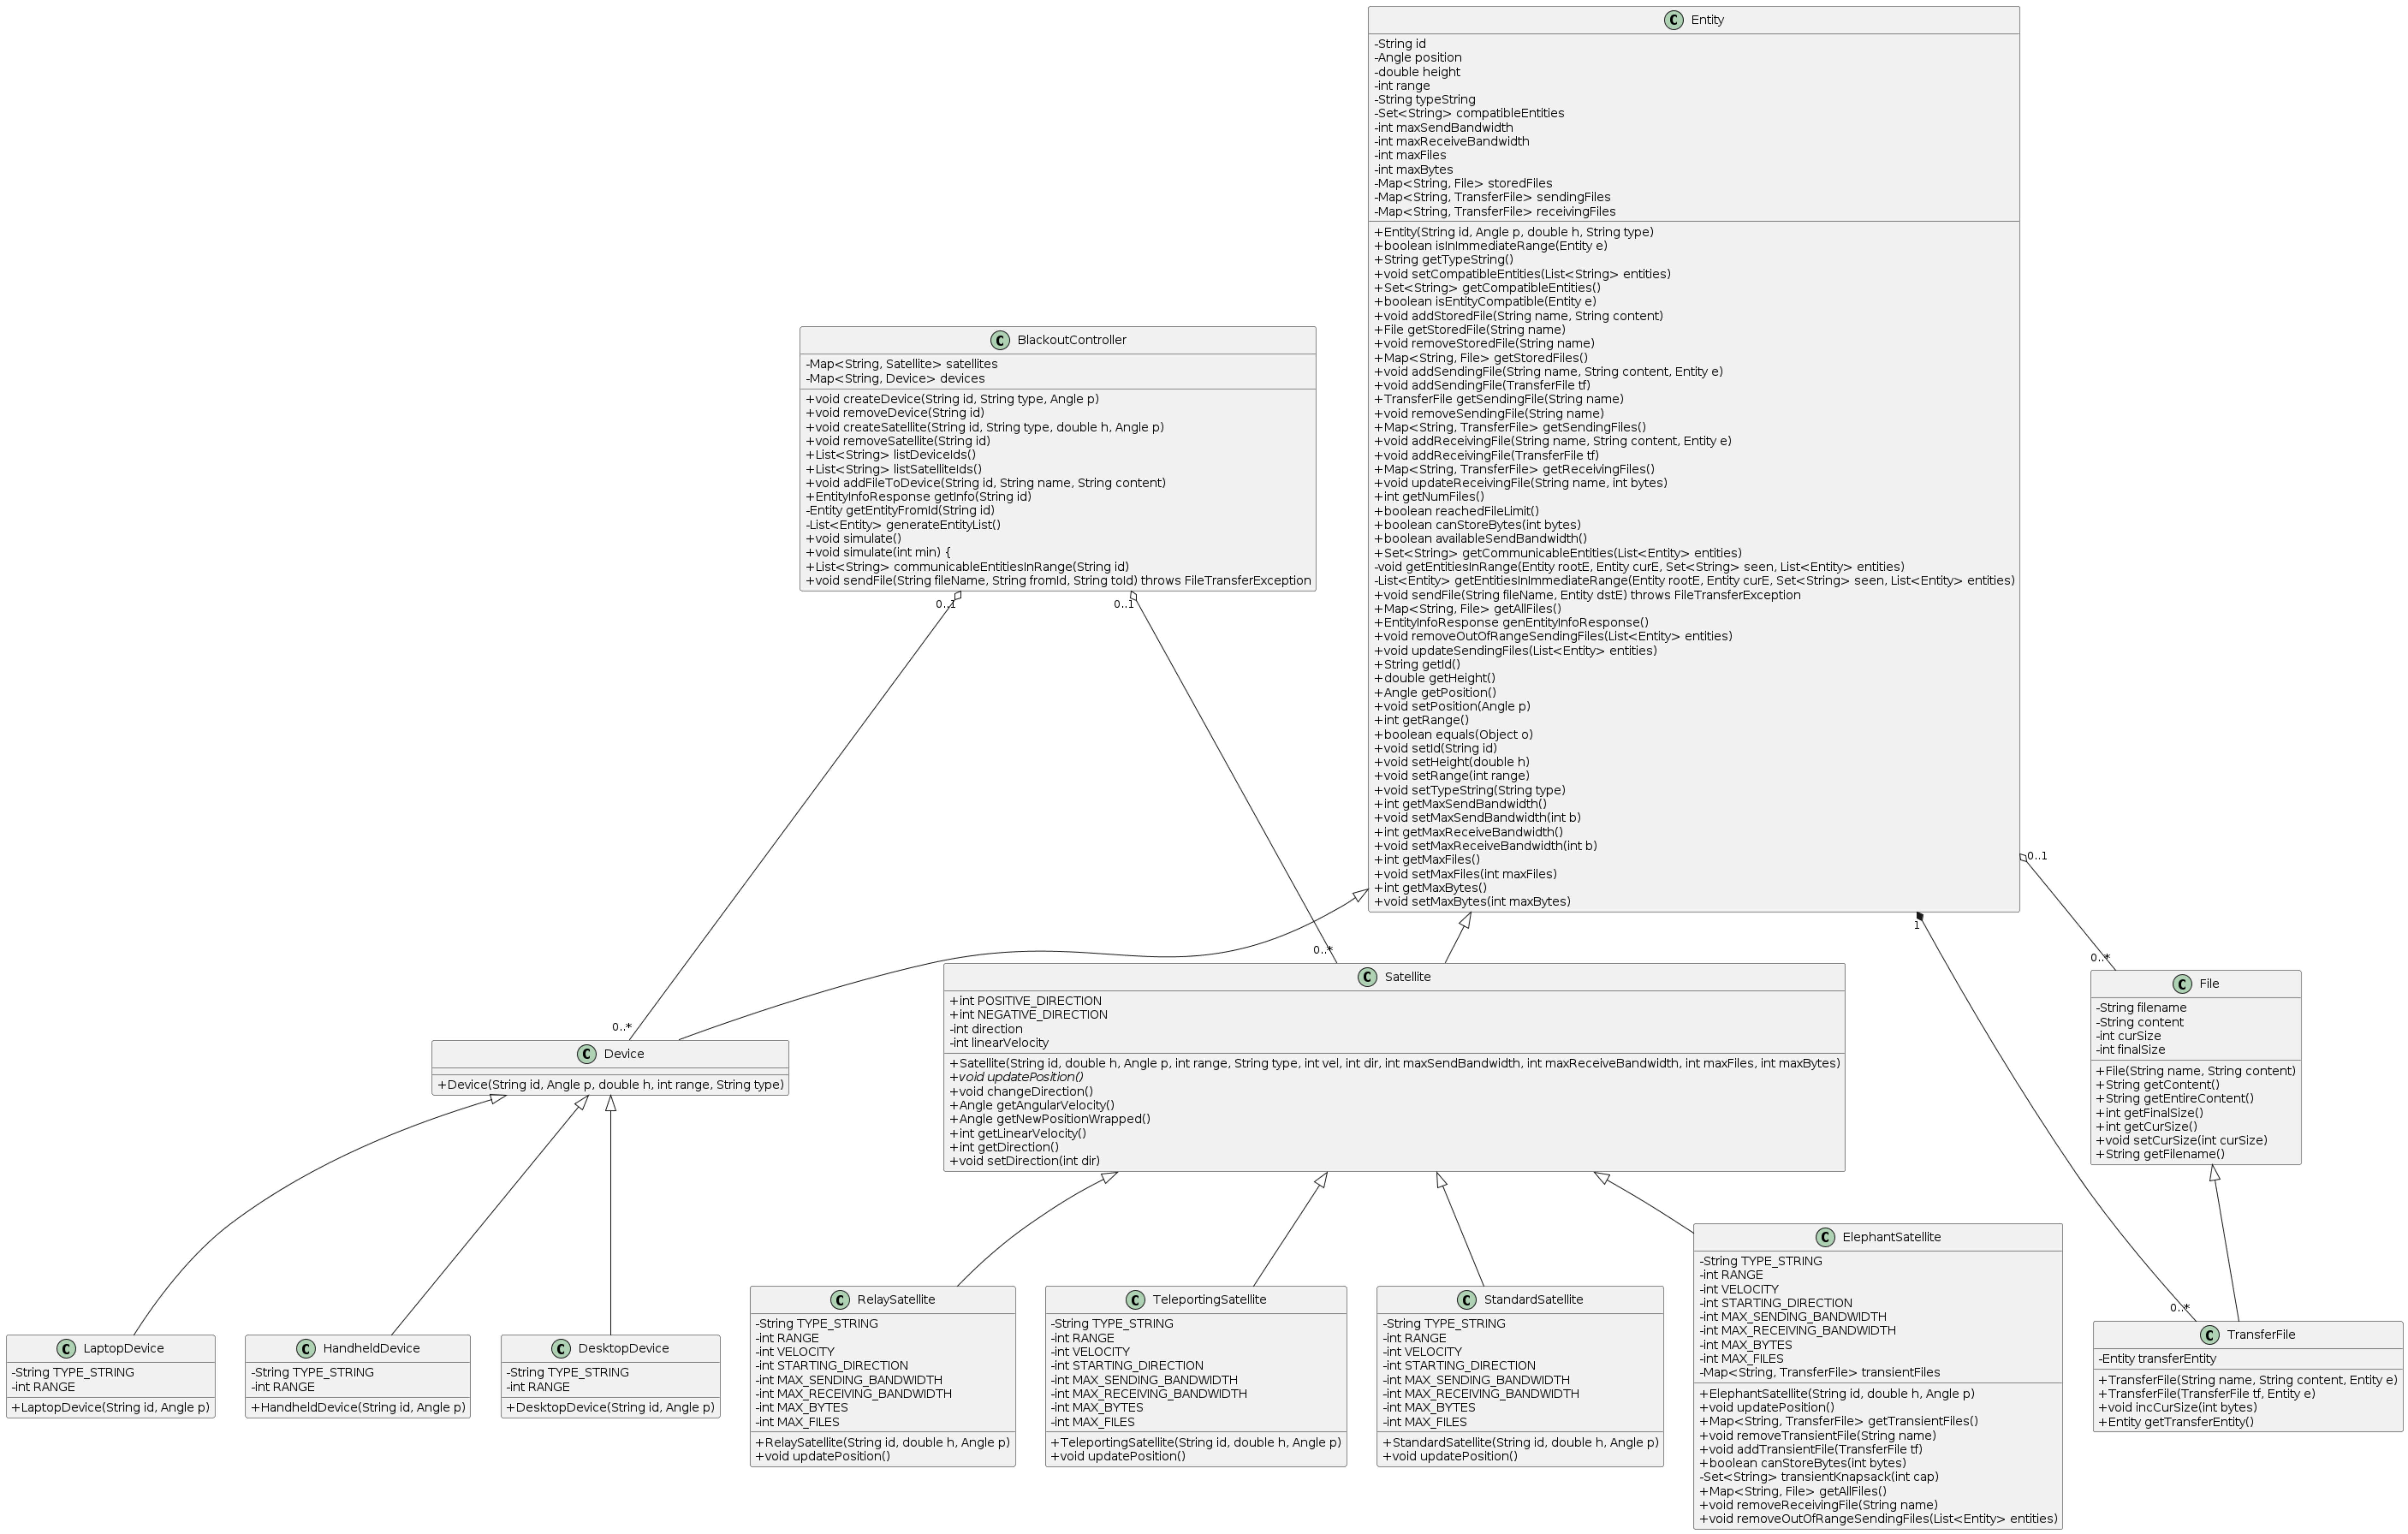 Entity
-String id
-Angle position
-double height
-int range
-String typeString
-Set<String> compatibleEntities
-int maxSendBandwidth
-int maxReceiveBandwidth
-int maxFiles
-int maxBytes
-Map<String, File> storedFiles
-Map<String, TransferFile> sendingFiles
-Map<String, TransferFile> receivingFiles
+Entity(String id, Angle p, double h, String type)
+boolean isInImmediateRange(Entity e)
+String getTypeString()
+void setCompatibleEntities(List<String> entities)
+Set<String> getCompatibleEntities()
+boolean isEntityCompatible(Entity e)
+void addStoredFile(String name, String content)
+File getStoredFile(String name)
+void removeStoredFile(String name)
+Map<String, File> getStoredFiles()
+void addSendingFile(String name, String content, Entity e)
+void addSendingFile(TransferFile tf)
+TransferFile getSendingFile(String name)
+void removeSendingFile(String name)
+Map<String, TransferFile> getSendingFiles()
+void addReceivingFile(String name, String content, Entity e)
+void addReceivingFile(TransferFile tf)
+Map<String, TransferFile> getReceivingFiles()
+void updateReceivingFile(String name, int bytes)
+int getNumFiles()
+boolean reachedFileLimit()
+boolean canStoreBytes(int bytes)
+boolean availableSendBandwidth()
+Set<String> getCommunicableEntities(List<Entity> entities)
-void getEntitiesInRange(Entity rootE, Entity curE, Set<String> seen, List<Entity> entities)
-List<Entity> getEntitiesInImmediateRange(Entity rootE, Entity curE, Set<String> seen, List<Entity> entities)
+void sendFile(String fileName, Entity dstE) throws FileTransferException
+Map<String, File> getAllFiles()
+EntityInfoResponse genEntityInfoResponse()
+void removeOutOfRangeSendingFiles(List<Entity> entities)
+void updateSendingFiles(List<Entity> entities)
+String getId()
+double getHeight()
+Angle getPosition()
+void setPosition(Angle p)
+int getRange()
+boolean equals(Object o)
+void setId(String id)
+void setHeight(double h)
+void setRange(int range)
+void setTypeString(String type)
+int getMaxSendBandwidth()
+void setMaxSendBandwidth(int b)
+int getMaxReceiveBandwidth()
+void setMaxReceiveBandwidth(int b)
+int getMaxFiles()
+void setMaxFiles(int maxFiles)
+int getMaxBytes()
+void setMaxBytes(int maxBytes)
BlackoutController
-Map<String, Satellite> satellites
-Map<String, Device> devices
+void createDevice(String id, String type, Angle p)
+void removeDevice(String id)
+void createSatellite(String id, String type, double h, Angle p)
+void removeSatellite(String id)
+List<String> listDeviceIds()
+List<String> listSatelliteIds()
+void addFileToDevice(String id, String name, String content)
+EntityInfoResponse getInfo(String id)
-Entity getEntityFromId(String id)
-List<Entity> generateEntityList()
+void simulate()
+void simulate(int min) {
+List<String> communicableEntitiesInRange(String id)
+void sendFile(String fileName, String fromId, String toId) throws FileTransferException
0..1
0..1
0..1
1
0..*
0..*
0..*
0..*
Satellite
+int POSITIVE_DIRECTION
+int NEGATIVE_DIRECTION
-int direction
-int linearVelocity
+Satellite(String id, double h, Angle p, int range, String type, int vel, int dir, int maxSendBandwidth, int maxReceiveBandwidth, int maxFiles, int maxBytes)
+void updatePosition()
+void changeDirection()
+Angle getAngularVelocity()
+Angle getNewPositionWrapped()
+int getLinearVelocity()
+int getDirection()
+void setDirection(int dir)
File
-String filename
-String content
-int curSize
-int finalSize
+File(String name, String content)
+String getContent()
+String getEntireContent()
+int getFinalSize()
+int getCurSize()
+void setCurSize(int curSize)
+String getFilename()
Device
+Device(String id, Angle p, double h, int range, String type)
LaptopDevice
-String TYPE_STRING
-int RANGE
+LaptopDevice(String id, Angle p)
HandheldDevice
-String TYPE_STRING
-int RANGE
+HandheldDevice(String id, Angle p)
DesktopDevice
-String TYPE_STRING
-int RANGE
+DesktopDevice(String id, Angle p)
RelaySatellite
-String TYPE_STRING
-int RANGE
-int VELOCITY
-int STARTING_DIRECTION
-int MAX_SENDING_BANDWIDTH
-int MAX_RECEIVING_BANDWIDTH
-int MAX_BYTES
-int MAX_FILES
+RelaySatellite(String id, double h, Angle p)
+void updatePosition()
TeleportingSatellite
-String TYPE_STRING
-int RANGE
-int VELOCITY
-int STARTING_DIRECTION
-int MAX_SENDING_BANDWIDTH
-int MAX_RECEIVING_BANDWIDTH
-int MAX_BYTES
-int MAX_FILES
+TeleportingSatellite(String id, double h, Angle p)
+void updatePosition()
StandardSatellite
-String TYPE_STRING
-int RANGE
-int VELOCITY
-int STARTING_DIRECTION
-int MAX_SENDING_BANDWIDTH
-int MAX_RECEIVING_BANDWIDTH
-int MAX_BYTES
-int MAX_FILES
+StandardSatellite(String id, double h, Angle p)
+void updatePosition()
ElephantSatellite
-String TYPE_STRING
-int RANGE
-int VELOCITY
-int STARTING_DIRECTION
-int MAX_SENDING_BANDWIDTH
-int MAX_RECEIVING_BANDWIDTH
-int MAX_BYTES
-int MAX_FILES
-Map<String, TransferFile> transientFiles
+ElephantSatellite(String id, double h, Angle p)
+void updatePosition()
+Map<String, TransferFile> getTransientFiles()
+void removeTransientFile(String name)
+void addTransientFile(TransferFile tf)
+boolean canStoreBytes(int bytes)
-Set<String> transientKnapsack(int cap)
+Map<String, File> getAllFiles()
+void removeReceivingFile(String name)
+void removeOutOfRangeSendingFiles(List<Entity> entities)
TransferFile
-Entity transferEntity
+TransferFile(String name, String content, Entity e)
+TransferFile(TransferFile tf, Entity e)
+void incCurSize(int bytes)
+Entity getTransferEntity()